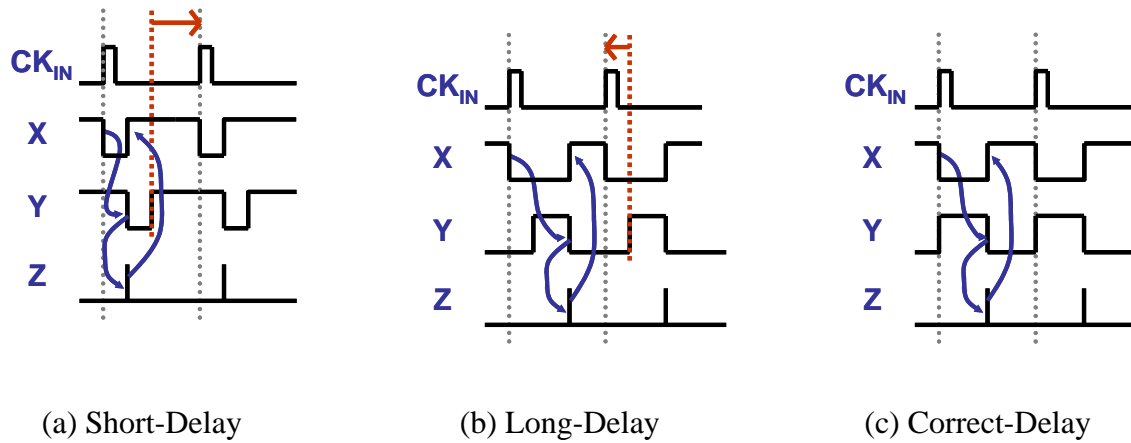 CK_IN
X
Y
Z
(a) Short-Delay
CK_IN
X
Y
Z
(b) Long-Delay
CK_IN
X
Y
Z
(c) Correct-Delay